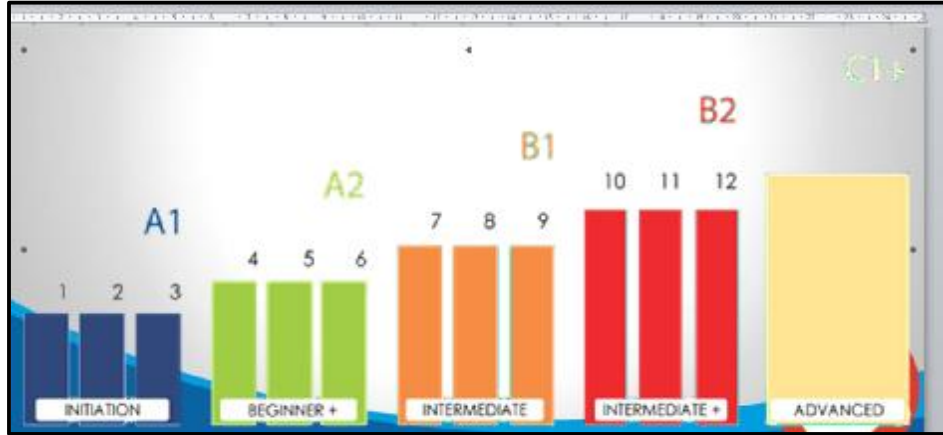 C1+
B2
B1
A2
A1
10 11 12
7 8 9
4 5 6
1 2 3
INITIATION
BEGINNER +
INTERMEDIATE
INTERMEDIATE +
ADVANCED